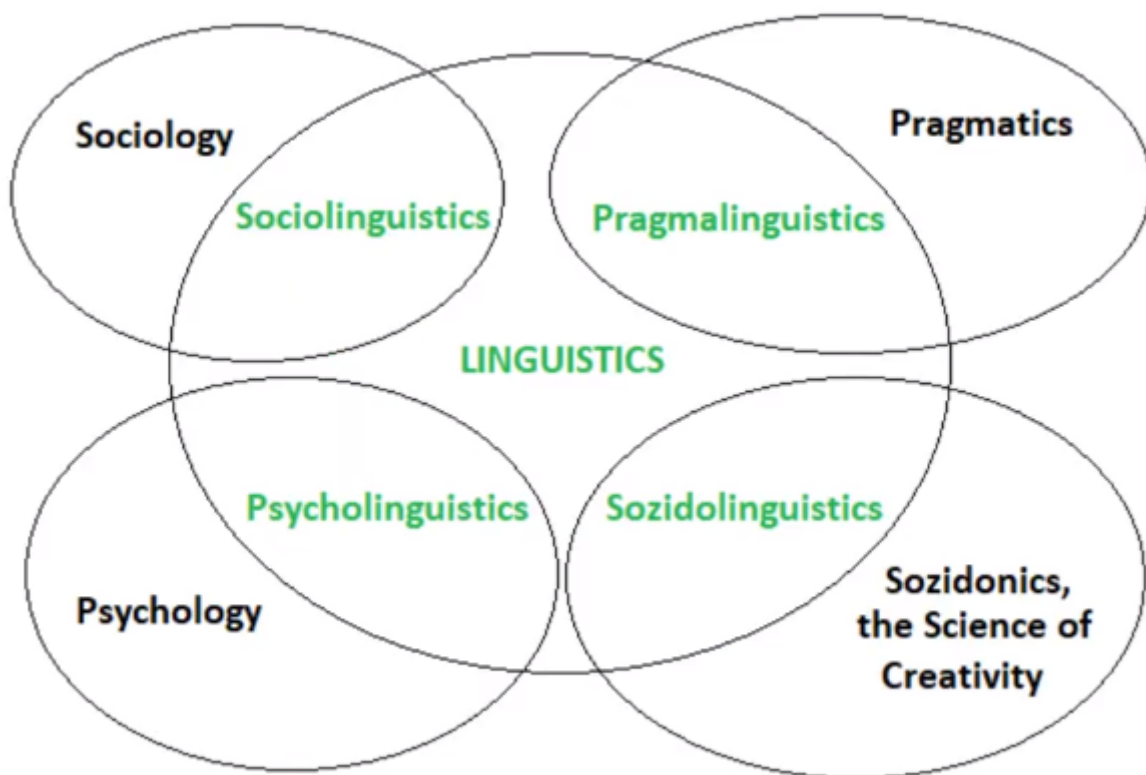 Sociology
Pragmatics
Sociolinguistics
Pragmalinguistics
LINGUISTICS
Psycholinguistics
Sozidolinguistics
Psychology
Sozidonics,
the Science of
Creativity